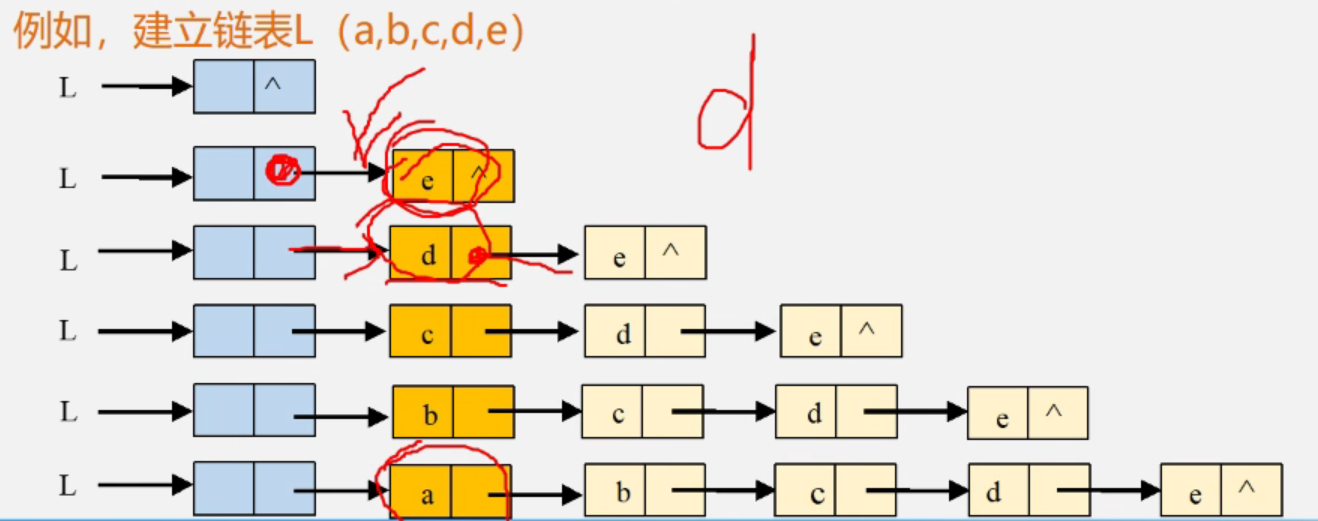 例如，建立链表L（a,b,c,d,e）
d
L ^
L e ^
L d e ^
L c d e ^
L b c d e ^
L a b c d e ^